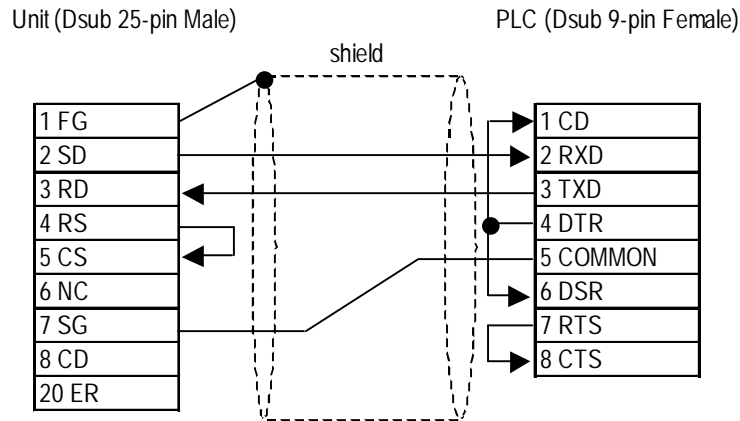 Unit (Dsub 25-pin Male)
PLC (Dsub 9-pin Female)
shield
1 FG
2 SD
3 RD
4 RS
5 CS
6 NC
7 SG
8 CD
20 ER
1 CD
2 RXD
3 TXD
4 DTR
5 COMMON
6 DSR
7 RTS
8 CTS